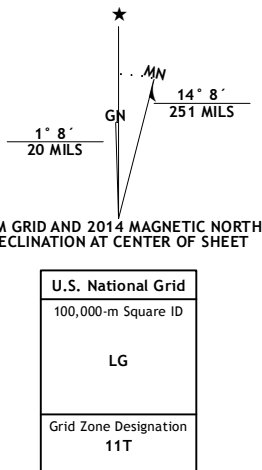 ★
MN
GN
14° 8´
251 MILS
1° 8´
20 MILS
M GRID AND 2014 MAGNETIC NORTH
ECLINATION AT CENTER OF SHEET
U.S. National Grid
100,000-m Square ID
LG
Grid Zone Designation
11T